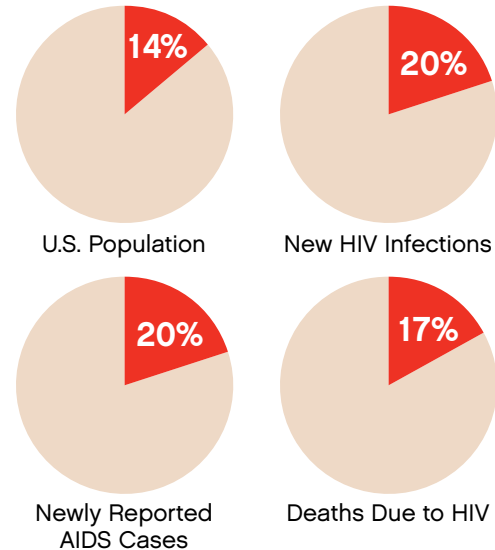 14%
20%
U.S. Population
New HIV Infections
20%
17%
Newly Reported
AIDS Cases
Deaths Due to HIV